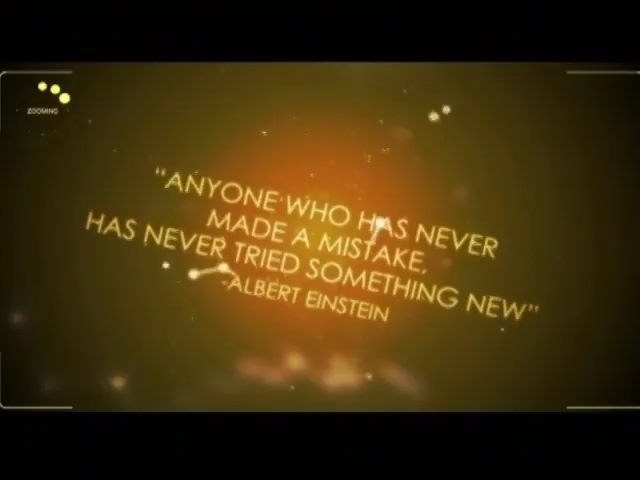 ZOOMING
"ANYONE WHO HAS NEVER
MADE A MISTAKE,
HAS NEVER TRIED SOMETHING NEW"
-ALBERT EINSTEIN